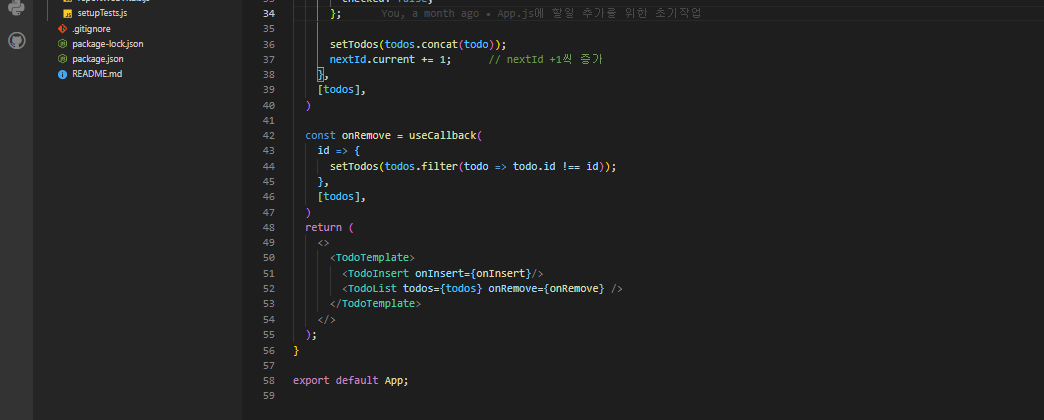 setupTests.js
.gitignore
package-lock.json
package.json
README.md
checked: false,
34 }; You, a month ago • App.js에 할일 추가를 위한 초기작업
35
36 setTodos(todos.concat(todo));
37 nextId.current += 1; // nextId +1씩 증가
38 },
39 [todos],
40 )
41
42 const onRemove = useCallback(
43 id => {
44 setTodos(todos.filter(todo => todo.id !== id));
45 },
46 [todos],
47 )
48 return (
49 <>
50 <TodoTemplate>
51 <TodoInsert onInsert={onInsert}/>
52 <TodoList todos={todos} onRemove={onRemove} />
53 </TodoTemplate>
54 </>
55 );
56 }
57
58 export default App;
59